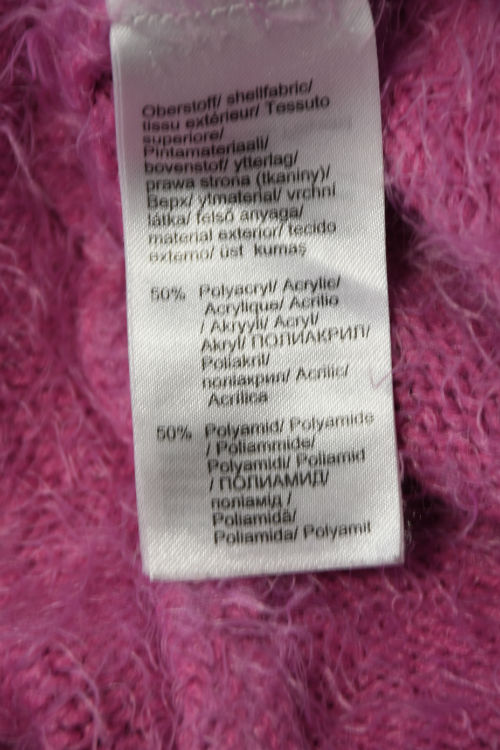 Oberstoff/ shellfabric/
tissu extérieur/ Tessuto
superiore/
Pintamateriaali/
bovenstof/ ytterlag/
prawa strona (tkaniny)/
Верх/ ytmaterial/ vrchní
látka/ felső anyaga/
material exterior/ tecido
externo/ üst kumaş
50% Polyacryl/ Acrylic/
Acrylique/ Acrilio
/ Akryyli/ Acryl/
Akryl/ ПОЛИАКРИЛ/
Poliakril/
поліакрил/ Acrilic/
Acrílica
50% Polyamid/ Polyamide
/ Poliammide/
Polyamidi/ Poliamid
/ ПОЛИАМИД/
поліамід /
Poliamidă/
Poliamida/ Polyamit